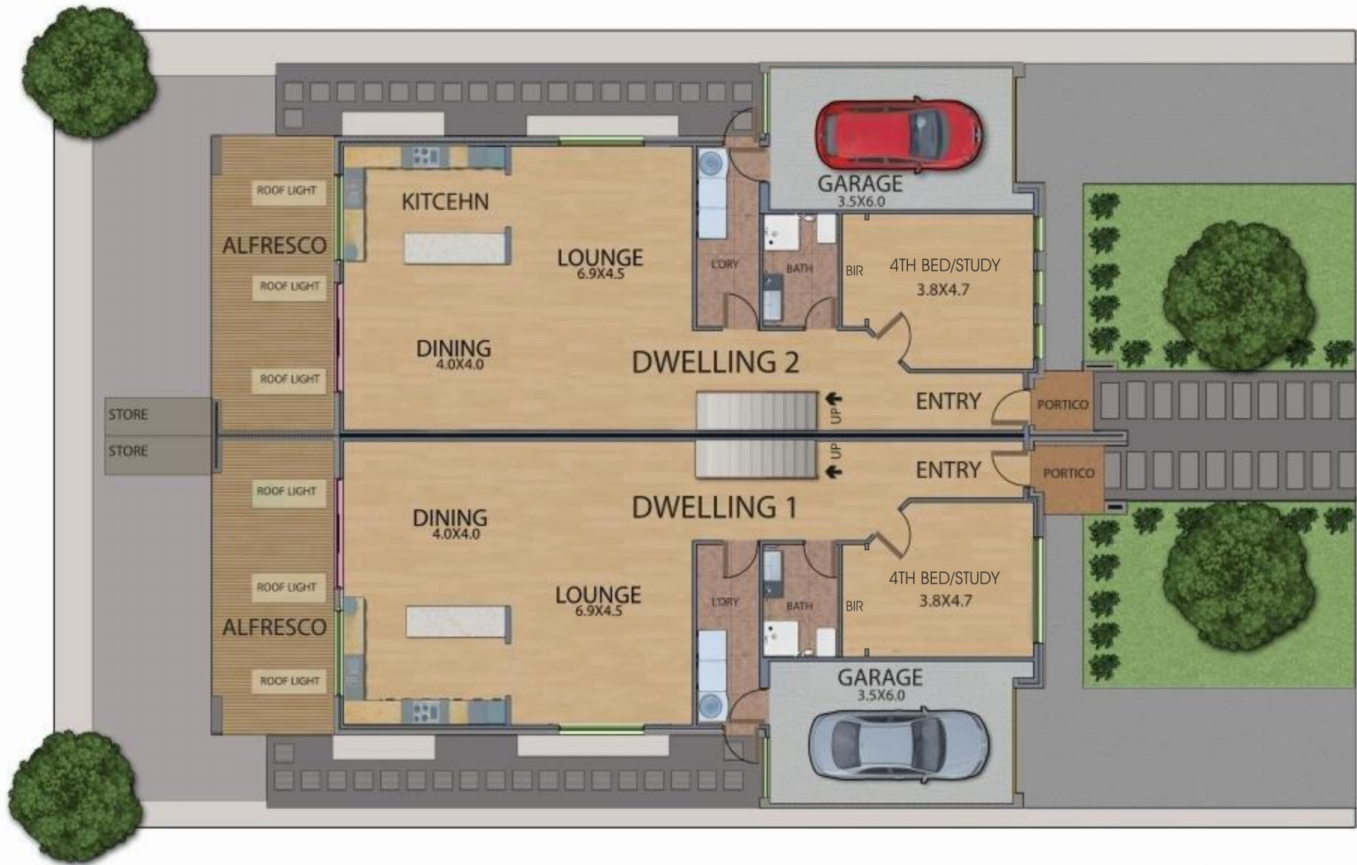 GARAGE
3.5X6.0
ROOF LIGHT
KITCEHN
ALFRESCO
LOUNGE
6.9X4.5
L'DRY
BATH
BIR
4TH BED/STUDY
3.8X4.7
ROOF LIGHT
DINING
4.0X4.0
DWELLING 2
ROOF LIGHT
UP
ENTRY
PORTICO
STORE
STORE
UP
ENTRY
PORTICO
ROOF LIGHT
DINING
4.0X4.0
DWELLING 1
ROOF LIGHT
LOUNGE
6.9X4.5
L'DRY
BATH
BIR
4TH BED/STUDY
3.8X4.7
ALFRESCO
ROOF LIGHT
GARAGE
3.5X6.0